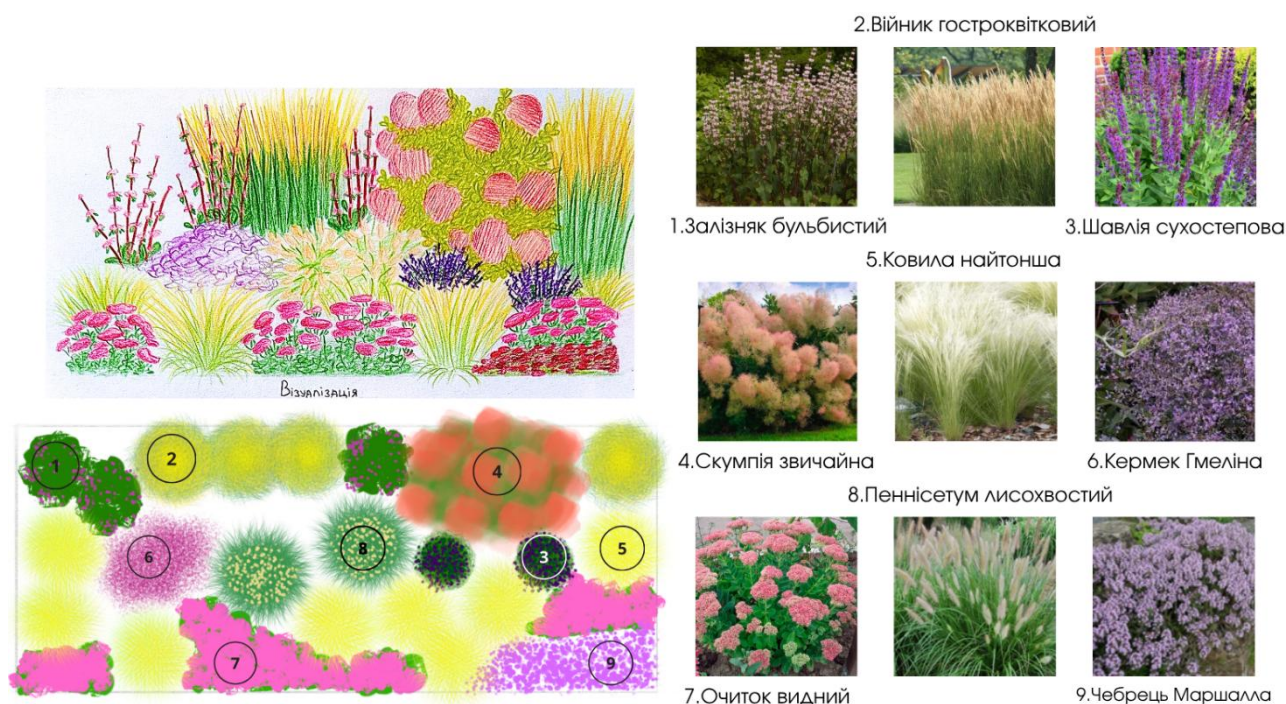 Візуалізація
1
2
4
6
8
3
5
7
9
2.Війник гостроквітковий
1.Залізняк бульбистий
3.Шавлія сухостепова
5.Ковила найтонша
4.Скумпія звичайна
6.Кермек Гмеліна
8.Пеннісетум лисохвостий
7.Очиток видний
9.Чебрець Маршалла